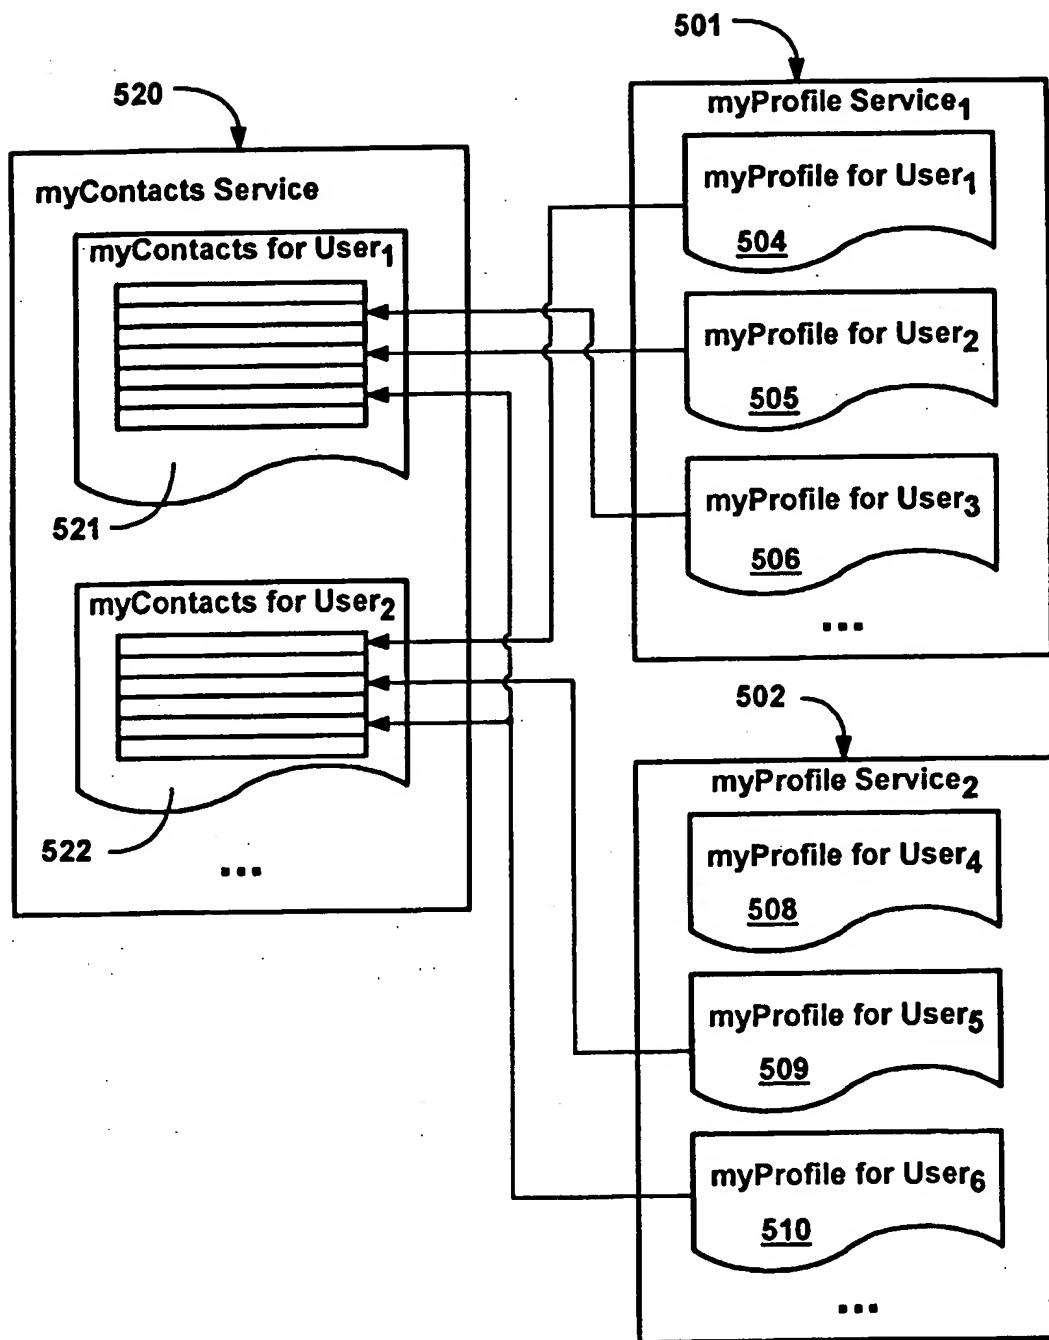 501
520
myProfile Service1
myProfile for User1
504
myProfile for User2
505
myProfile for User3
506
...
myContacts Service
myContacts for User1
521
myContacts for User2
522
...
502
myProfile Service2
myProfile for User4
508
myProfile for User5
509
myProfile for User6
510
...